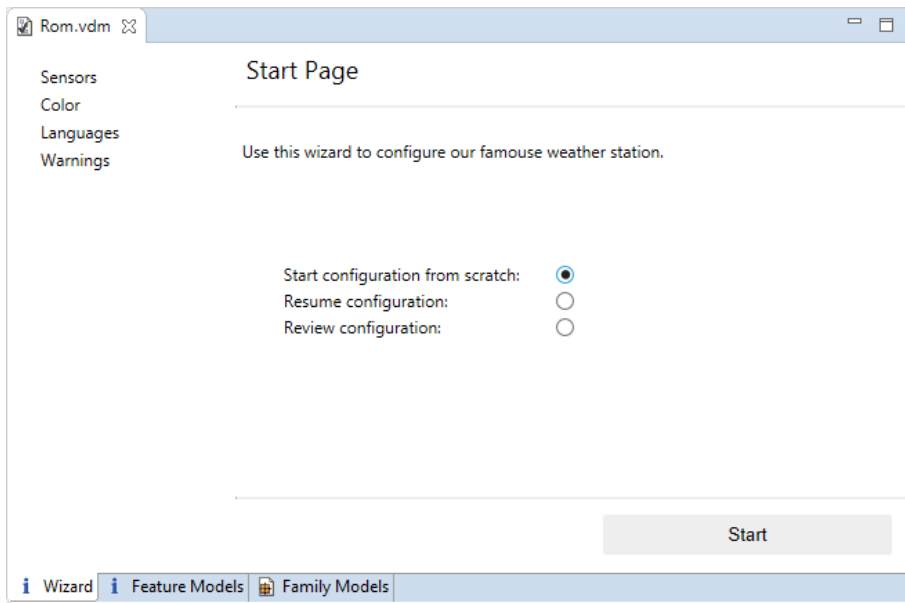 Rom.vdm
Sensors
Color
Languages
Warnings
Start Page
Use this wizard to configure our famouse weather station.
Start configuration from scratch:
Resume configuration:
Review configuration:
Start
i Wizard i Feature Models Family Models